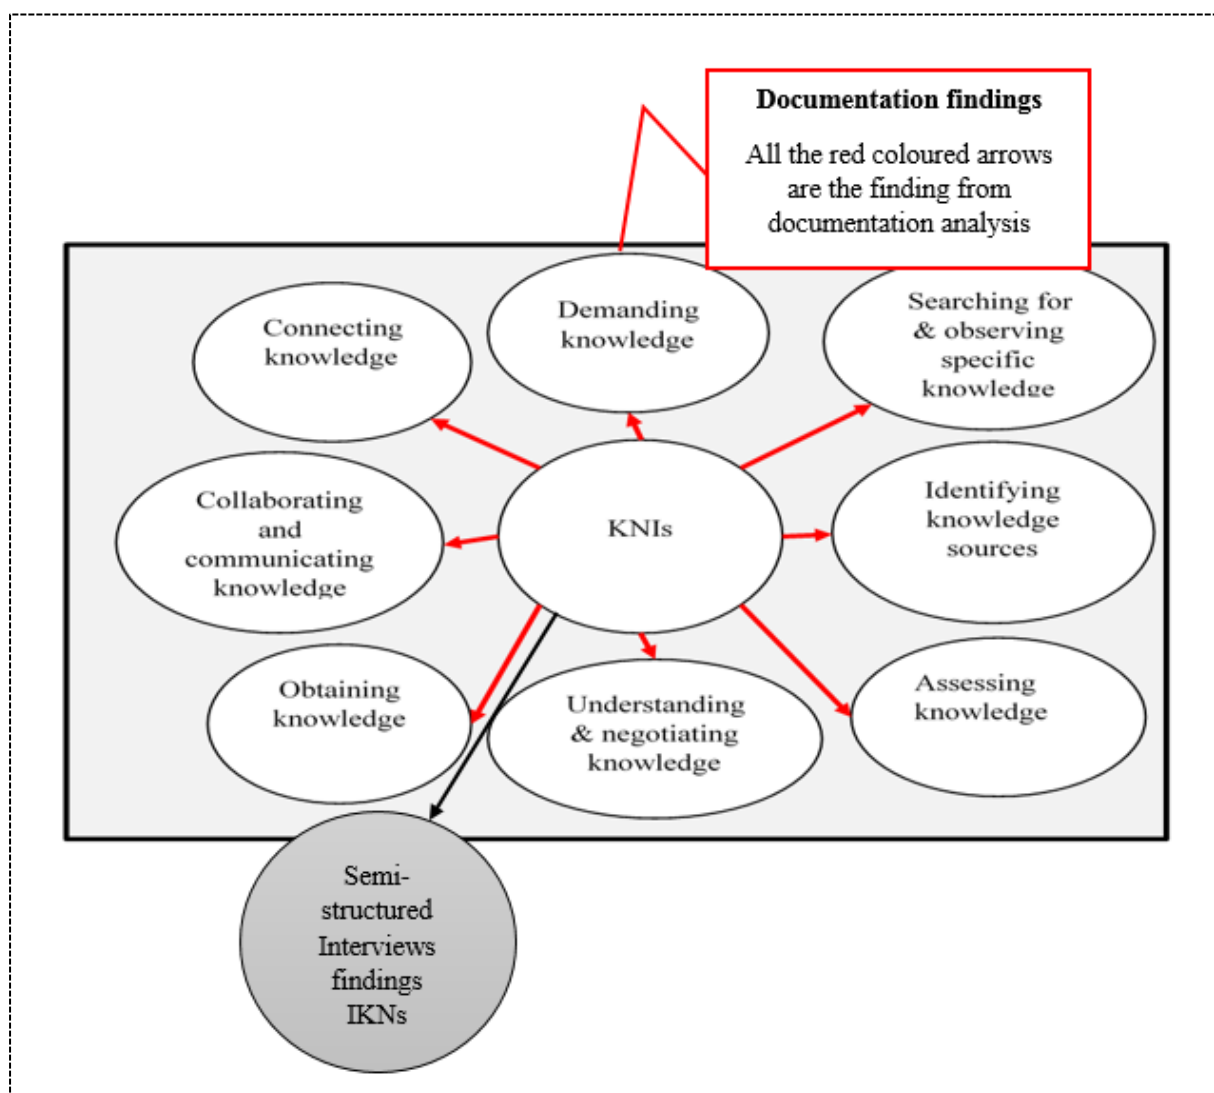 Documentation findings
All the red coloured arrows
are the finding from
documentation analysis
Connecting
knowledge
Demanding
knowledge
Searching for
& observing
specific
knowledge
Collaborating
and
communicating
knowledge
KNIs
Identifying
knowledge
sources
Obtaining
knowledge
Understanding
& negotiating
knowledge
Assessing
knowledge
Semi-
structured
Interviews
findings
IKNs